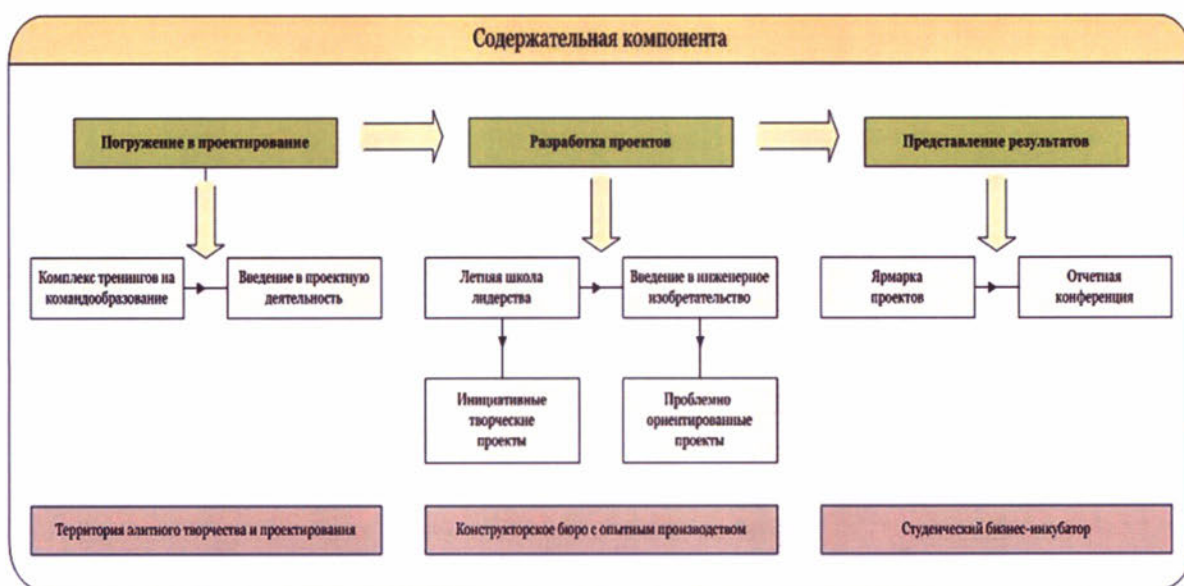 Содержательная компонента
Погружение в проектирование
Разработка проектов
Представление результатов
Комплекс тренингов на
командообразование
Введение в проектную
деятельность
Летняя школа
лидерства
Введение в инженерное
изобретательство
Ярмарка
проектов
Отчетная
конференция
Инициативные
творческие
проекты
Проблемно
ориентированные
проекты
Территория элитного творчества и проектирования
Конструкторское бюро с опытным производством
Студенческий бизнес-инкубатор